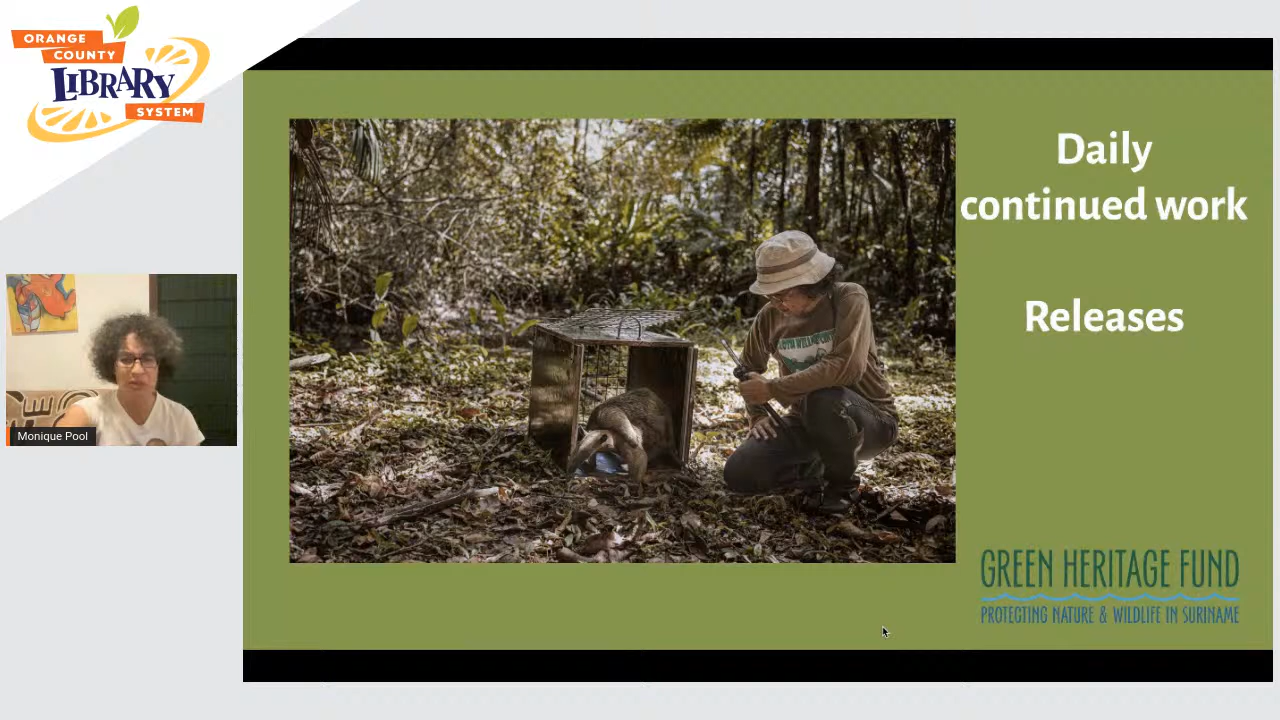 ORANGE
COUNTY
LIBRARY
SYSTEM
Daily
continued work
Releases
Monique Pool
GREEN HERITAGE FUND
PROTECTING NATURE & WILDLIFE IN SURINAME